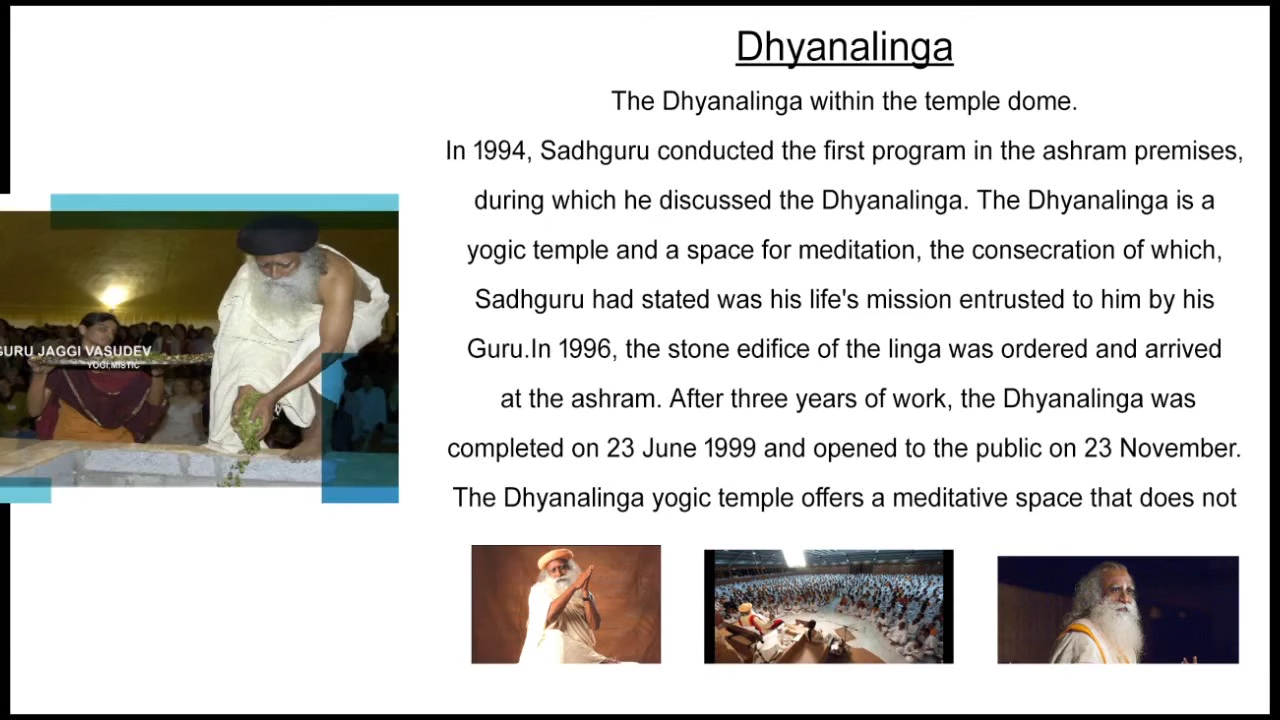 Dhyanalinga
The Dhyanalinga within the temple dome.
In 1994, Sadhguru conducted the first program in the ashram premises,
during which he discussed the Dhyanalinga. The Dhyanalinga is a
yogic temple and a space for meditation, the consecration of which,
Sadhguru had stated was his life's mission entrusted to him by his
Guru.In 1996, the stone edifice of the linga was ordered and arrived
at the ashram. After three years of work, the Dhyanalinga was
completed on 23 June 1999 and opened to the public on 23 November.
The Dhyanalinga yogic temple offers a meditative space that does not
GURU JAGGI VASUDEV
YOGI,MISTIC